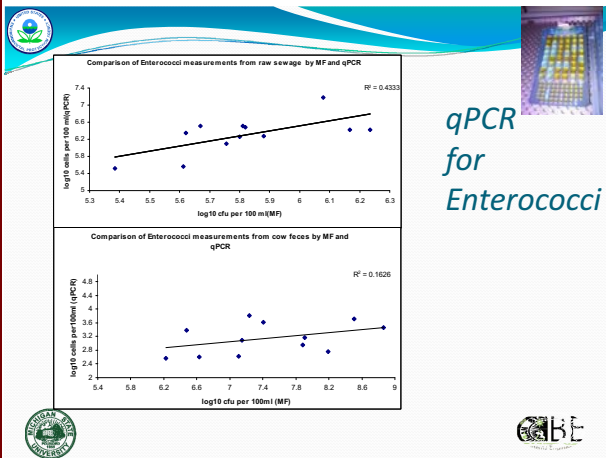 Comparison of Enterococci measurements from raw sewage by MF and qPCR
R² = 0.4333
log10 cells per 100 ml(qPCR)
7.4
7
6.6
6.2
5.8
5.4
5
5.3 5.4 5.5 5.6 5.7 5.8 5.9 6 6.1 6.2 6.3
log10 cfu per 100 ml(MF)
Comparison of Enterococci measurements from cow feces by MF and
qPCR
R² = 0.1626
log10 cells per100ml (qPCR)
4.8
4.4
4
3.6
3.2
2.8
2.4
2
5.4 5.8 6.2 6.6 7 7.4 7.8 8.2 8.6 9
log10 cfu per 100ml (MF)
qPCR
for
Enterococci
MICHIGAN STATE
UNIVERSITY